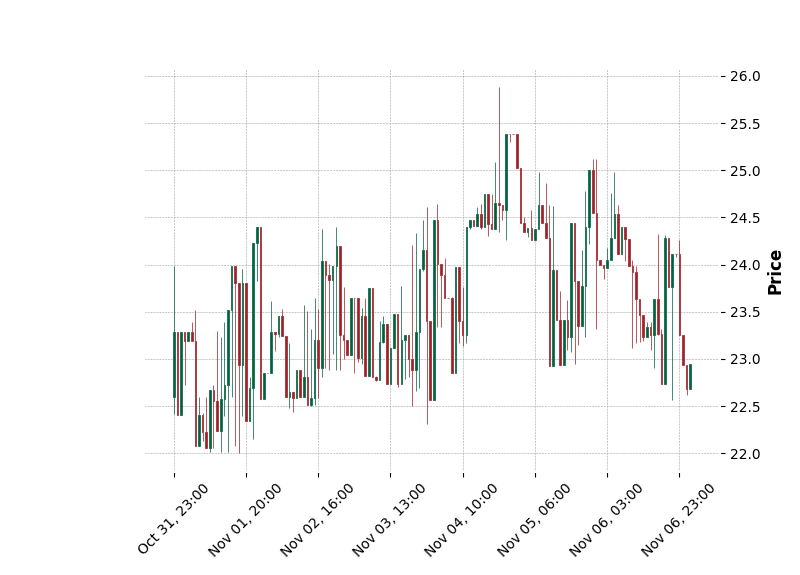 26.0
25.5
25.0
24.5
24.0
23.5
23.0
22.5
22.0
Price
Oct 31, 23:00
Nov 01, 20:00
Nov 02, 16:00
Nov 03, 13:00
Nov 04, 10:00
Nov 05, 06:00
Nov 06, 03:00
Nov 06, 23:00